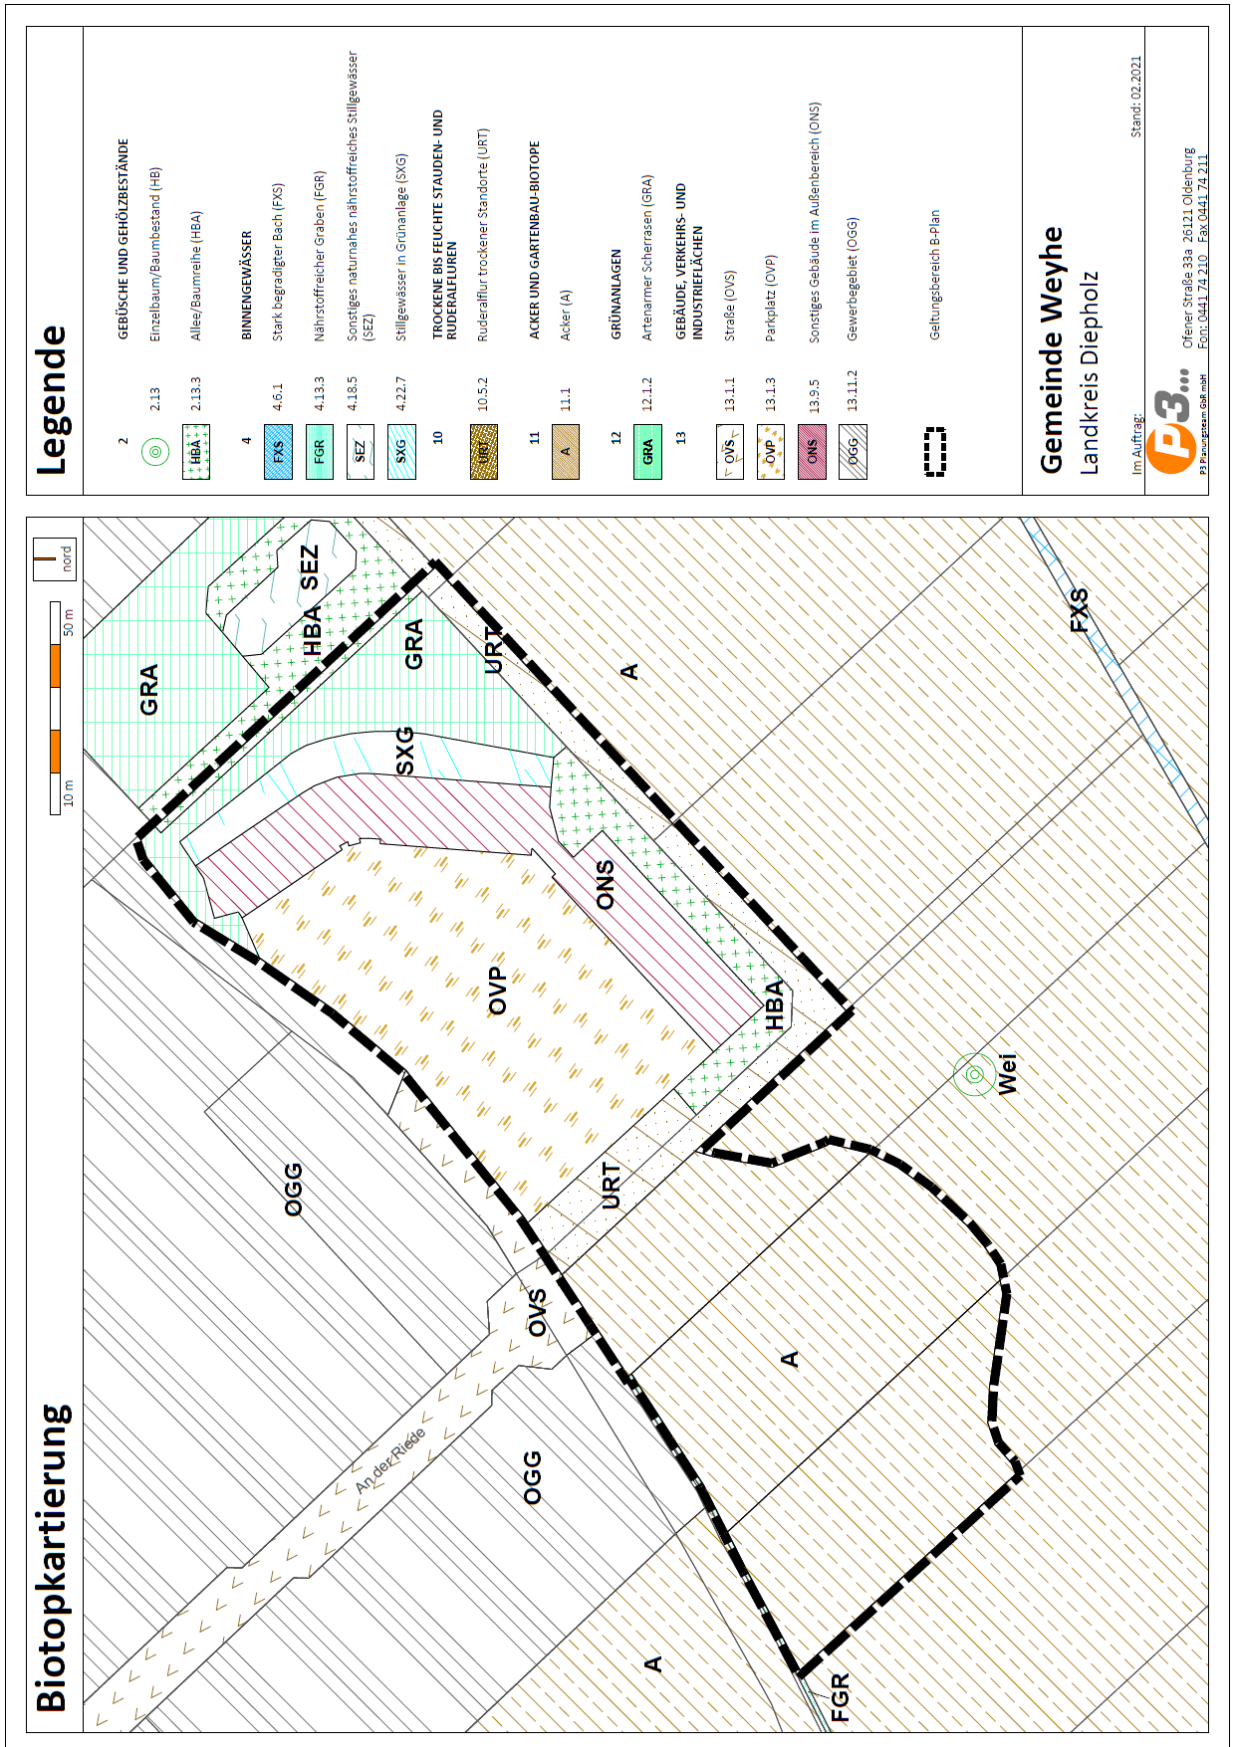 Biotopkartierung
10 m
50 m
nord
GRA
HBA
SEZ
GRA
URT
SXG
A
FXS
ONS
OVP
HBA
OGG
URT
Wei
OVS
A
An der Riede
OGG
A
FGR
Legende
2
GEBÜSCHE UND GEHÖLZBESTÄNDE
2.13
Einzelbaum/Baumbestand (HB)
HBA
2.13.3
Allee/Baumreihe (HBA)
4
BINNENGEWÄSSER
FXS
4.6.1
Stark begradigter Bach (FXS)
FGR
4.13.3
Nährstoffreicher Graben (FGR)
SEZ
4.18.5
Sonstiges naturnahes nährstoffreiches Stillgewässer
(SEZ)
SXG
4.22.7
Stillgewässer in Grünanlage (SXG)
10
TROCKENE BIS FEUCHTE STAUDEN- UND
RUDERALFLUREN
URT
10.5.2
Ruderalflur trockener Standorte (URT)
11
ACKER UND GARTENBAU-BIOTOPE
A
11.1
Acker (A)
12
GRÜNANLAGEN
GRA
12.1.2
Artenarmer Scherrasen (GRA)
13
GEBÄUDE, VERKEHRS- UND
INDUSTRIEFLÄCHEN
OVS
13.1.1
Straße (OVS)
OVP
13.1.3
Parkplatz (OVP)
ONS
13.9.5
Sonstiges Gebäude im Außenbereich (ONS)
OGG
13.11.2
Gewerbegebiet (OGG)
Geltungsbereich B-Plan
Gemeinde Weyhe
Landkreis Diepholz
Im Auftrag:
Stand: 02.2021
P3...
P3 Planungsteam GbR mbH
Ofener Straße 33a 26121 Oldenburg
Fon: 0441 74 210 Fax 0441 74 211